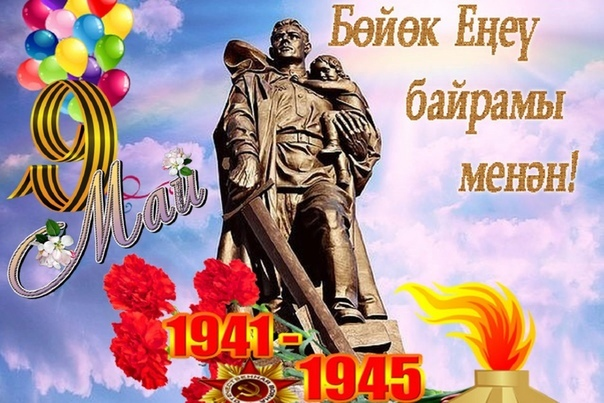 Бөйөк Еңеү
байрамы
менән!
9
Май
1941 -
1945